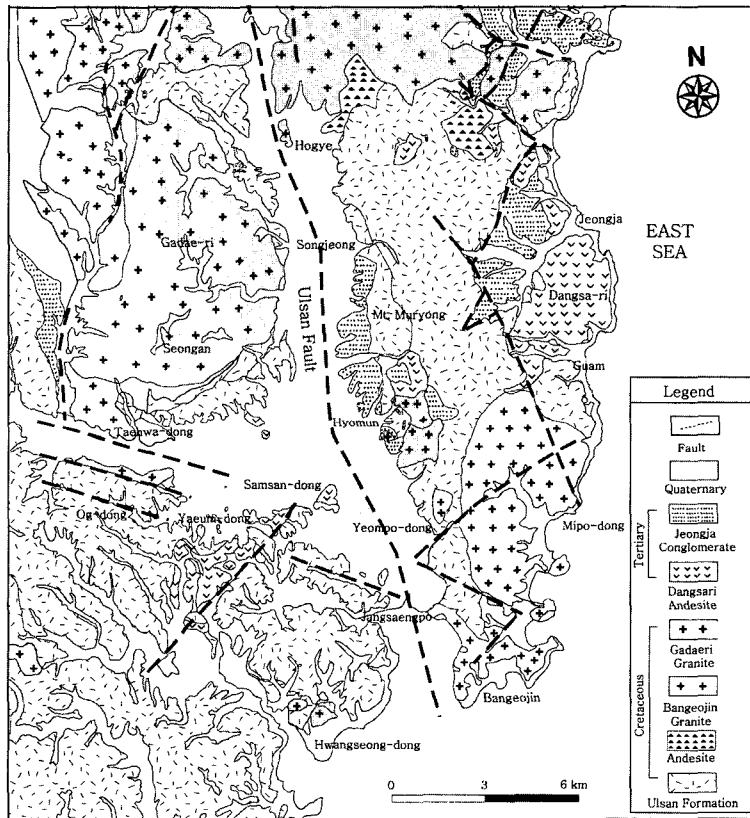 N
Hogye
Jeongja
EAST
SEA
Gadae-ri
Songjeong
Ulsan Fault
Dangsa-ri
Mt. Muryong
Seongan
Guam
Hyomun
Taehwa-dong
Samsan-dong
Og-dong
Yaeum-dong
Yeompo-dong
Mipo-dong
Jangsaengpo
Bangeojin
Hwangseong-dong
0 3 6 km
Legend
Fault
Quaternary
Tertiary
Jeongja
Conglomerate
Dangsari
Andesite
Cretaceous
Gadaeri
Granite
Bangeojin
Granite
Andesite
Ulsan Formation